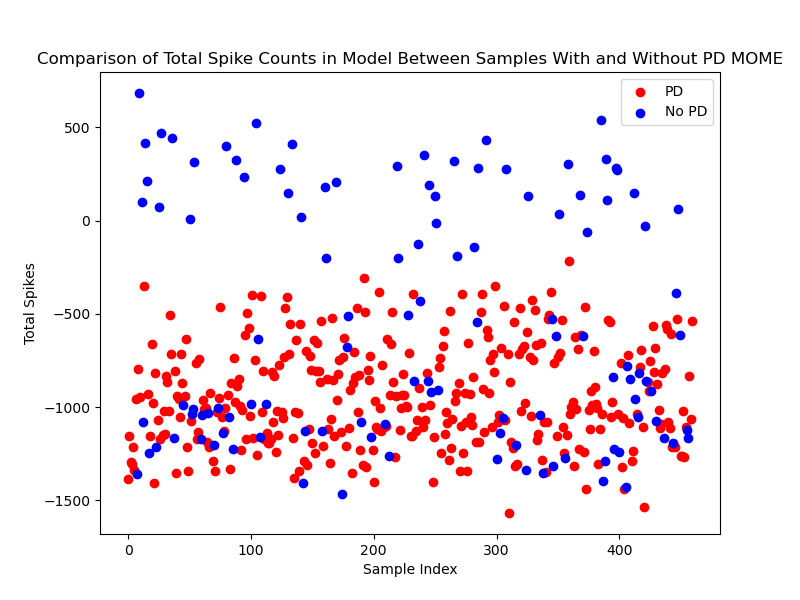 Comparison of Total Spike Counts in Model Between Samples With and Without PD MOME
PD
No PD
500
0
−500
−1000
−1500
Total Spikes
0 100 200 300 400
Sample Index